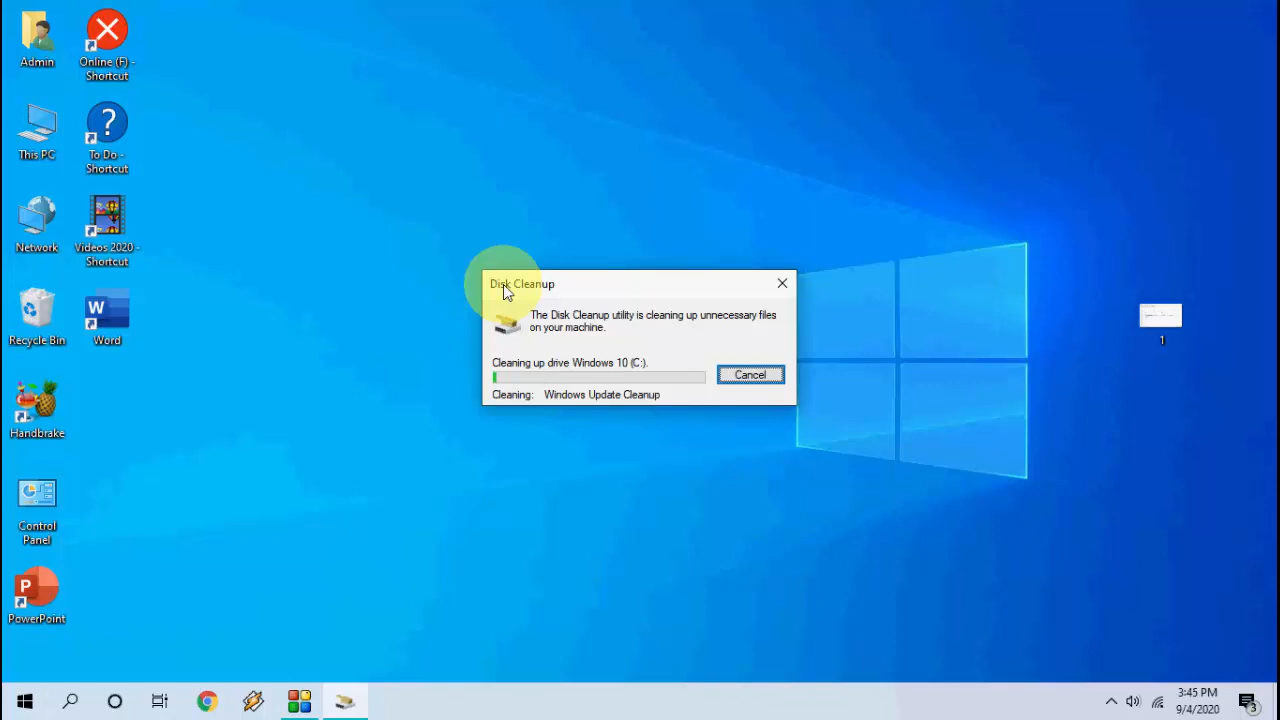 Admin
Online (F) -
Shortcut
This PC
To Do -
Shortcut
Network
Videos 2020 -
Shortcut
Recycle Bin
W
Word
Handbrake
Control
Panel
P
PowerPoint
Disk Cleanup
The Disk Cleanup utility is cleaning up unnecessary files
on your machine.
Cleaning up drive Windows 10 (C:).
Cancel
Cleaning: Windows Update Cleanup
1
3:45 PM
9/4/2020
3